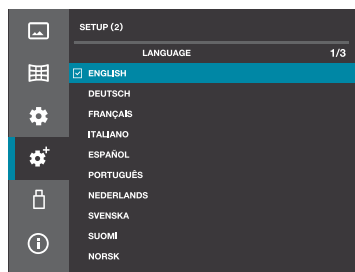 SETUP (2)
LANGUAGE 1/3
ENGLISH
DEUTSCH
FRANÇAIS
ITALIANO
ESPAÑOL
PORTUGUÊS
NEDERLANDS
SVENSKA
SUOMI
NORSK